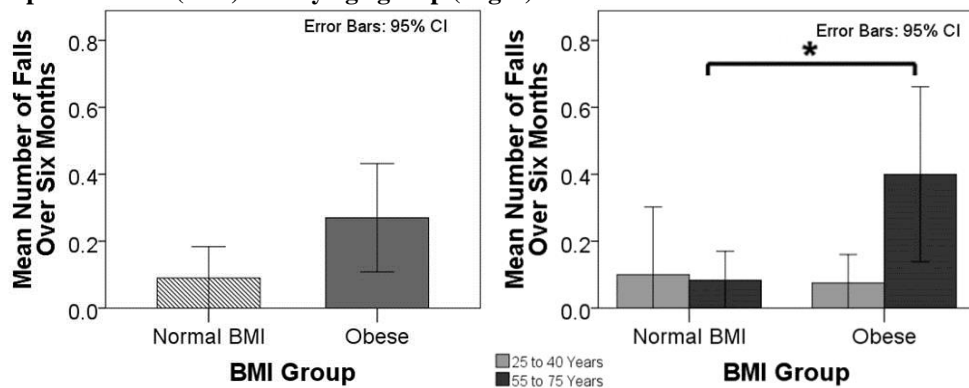 Error Bars: 95% CI
Mean Number of Falls
Over Six Months
0.8
0.6
0.4
0.2
0.0
Normal BMI
Obese
BMI Group
Error Bars: 95% CI
*
Mean Number of Falls
Over Six Months
0.8
0.6
0.4
0.2
0.0
Normal BMI
Obese
BMI Group
25 to 40 Years
55 to 75 Years